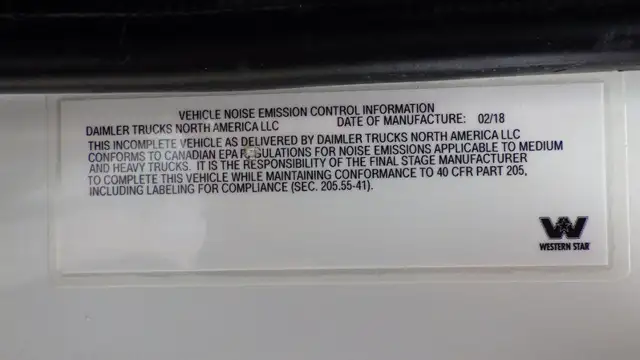 VEHICLE NOISE EMISSION CONTROL INFORMATION
DAIMLER TRUCKS NORTH AMERICA LLC DATE OF MANUFACTURE: 02/18
THIS INCOMPLETE VEHICLE AS DELIVERED BY DAIMLER TRUCKS NORTH AMERICA LLC
CONFORMS TO CANADIAN EPA REGULATIONS FOR NOISE EMISSIONS APPLICABLE TO MEDIUM
AND HEAVY TRUCKS. IT IS THE RESPONSIBILITY OF THE FINAL STAGE MANUFACTURER
TO COMPLETE THIS VEHICLE WHILE MAINTAINING CONFORMANCE TO 40 CFR PART 205,
INCLUDING LABELING FOR COMPLIANCE (SEC. 205.55-41).
WESTERN STAR